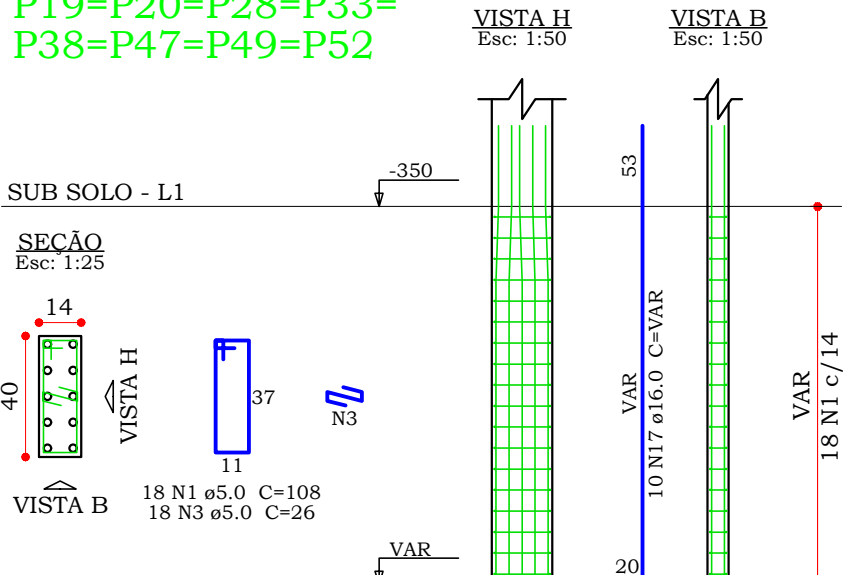 P19=P20=P28=P33=
P38=P47=P49=P52
VISTA H
Esc: 1:50
VISTA B
Esc: 1:50
53
-350
SUB SOLO - L1
SEÇÃO
Esc: 1:25
14
40
VISTA H
VISTA B
37
11
N3
18 N1 ø5.0 C=108
18 N3 ø5.0 C=26
VAR
10 N17 ø16.0 C=VAR
VAR
18 N1 c/14
VAR
20